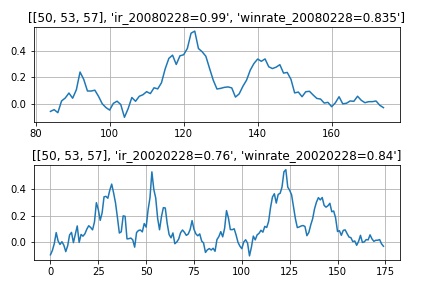 [[50, 53, 57], 'ir_20080228=0.99', 'winrate_20080228=0.835']
0.4
0.2
0.0
80 100 120 140 160
[[50, 53, 57], 'ir_20020228=0.76', 'winrate_20020228=0.84']
0.4
0.2
0.0
0 25 50 75 100 125 150 175